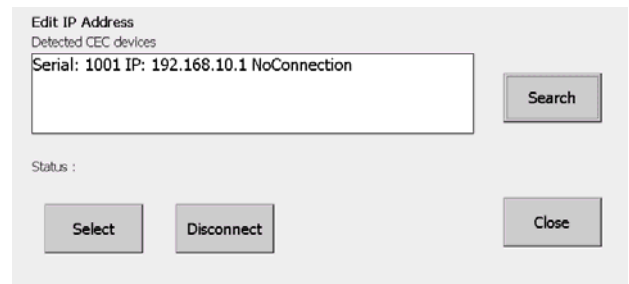 Edit IP Address
Detected CEC devices
Serial: 1001 IP: 192.168.10.1 NoConnection
Search
Status :
Select
Disconnect
Close